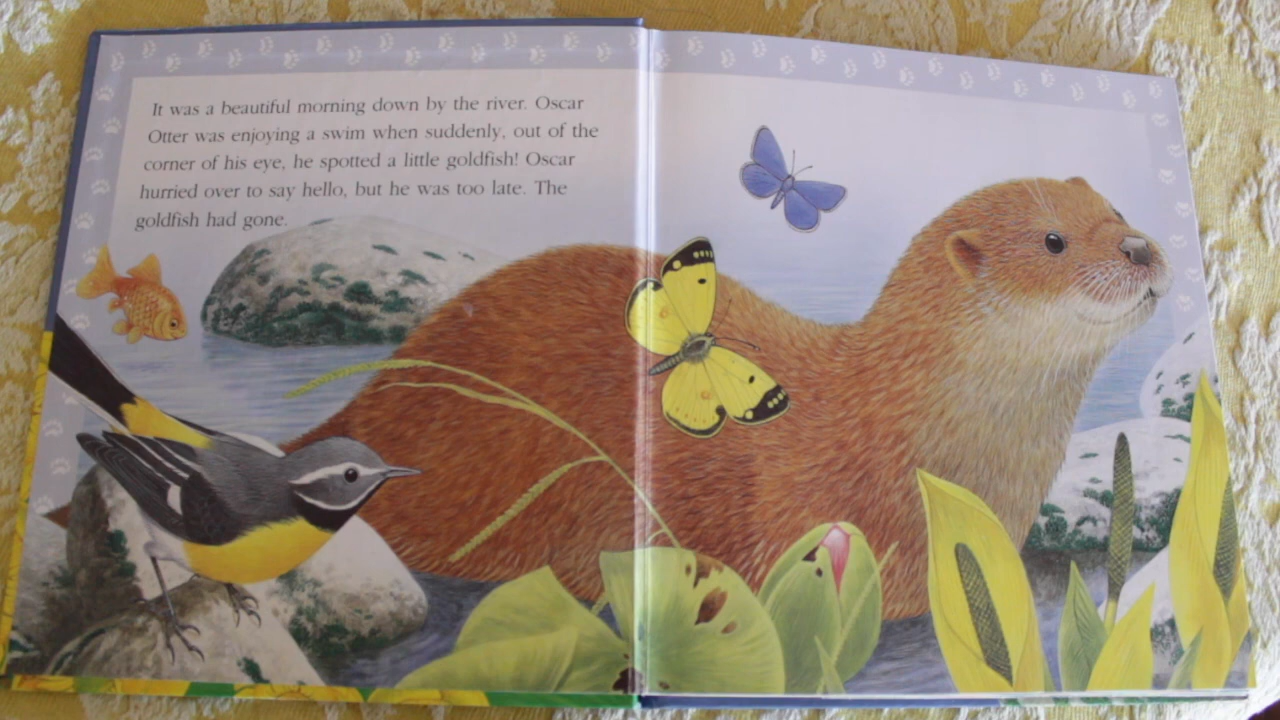 It was a beautiful morning down by the river. Oscar
Otter was enjoying a swim when suddenly, out of the
corner of his eye, he spotted a little goldfish! Oscar
hurried over to say hello, but he was too late. The
goldfish had gone.